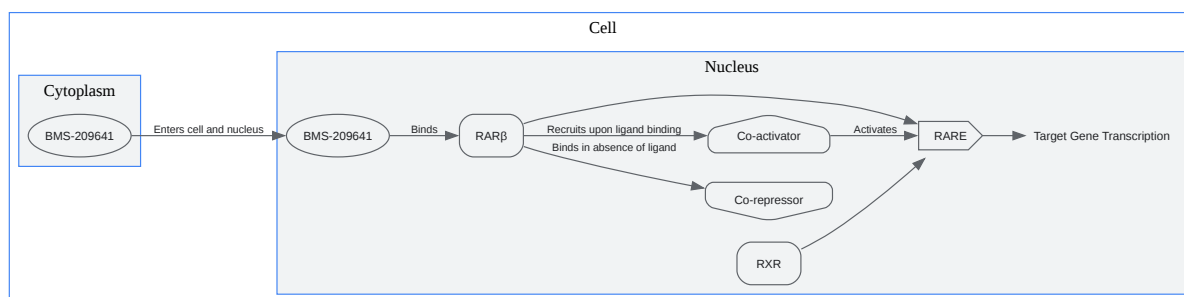 Cell
Nucleus
Cytoplasm
BMS-209641
Enters cell and nucleus
BMS-209641
Binds
RARβ
Recruits upon ligand binding
Binds in absence of ligand
Co-activator
Activates
RARE
Target Gene Transcription
Co-repressor
RXR